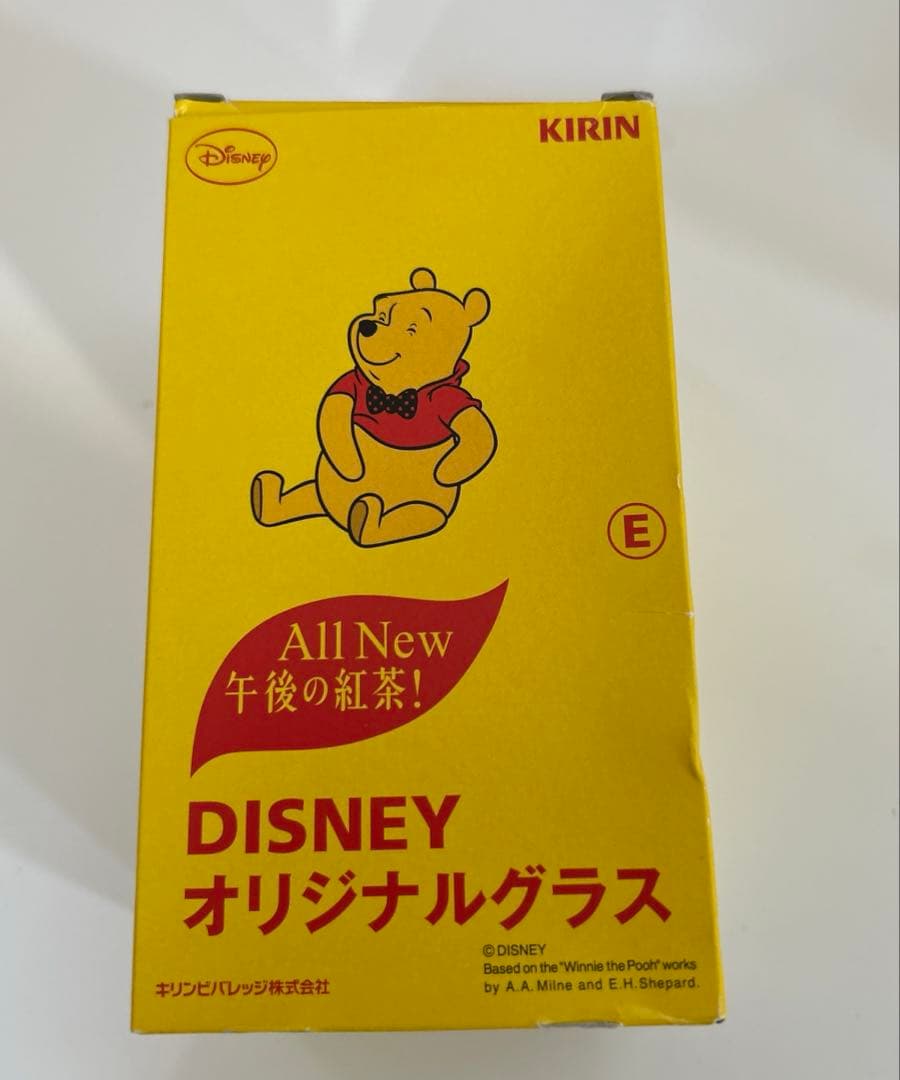 Disney
KIRIN
E
All New
午後の紅茶!
DISNEY
オリジナルグラス
©DISNEY
Based on the "Winnie the Pooh" works
by A.A. Milne and E.H. Shepard.
キリンビバレッジ株式会社